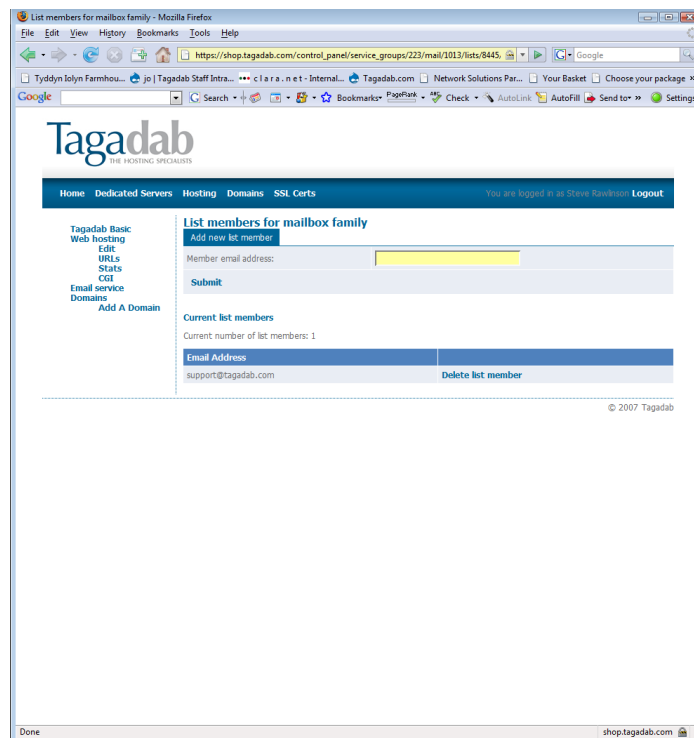 List members for mailbox family - Mozilla Firefox
File Edit View History Bookmarks Tools Help
https://shop.tagadab.com/control_panel/service_groups/223/mail/1013/lists/8445, Google
Tyddyn Iolyn Farmhou... jo | Tagadab Staff Intra... c l a r a . n e t - Internal... Tagadab.com Network Solutions Par... Your Basket Choose your package »
Google Search Bookmarks PageRank Check AutoLink AutoFill Send to » Settings
Tagadab
THE HOSTING SPECIALISTS
Home Dedicated Servers Hosting Domains SSL Certs You are logged in as Steve Rawlinson Logout
Tagadab Basic
Web hosting
Edit
URLs
Stats
CGI
Email service
Domains
Add A Domain
List members for mailbox family
Add new list member
Member email address:
Submit
Current list members
Current number of list members: 1
Email Address
support@tagadab.com Delete list member
© 2007 Tagadab
Done shop.tagadab.com